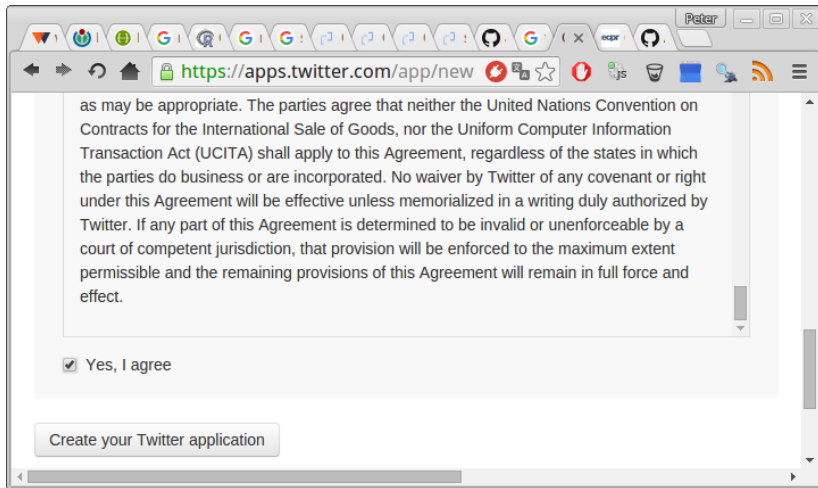 Peter
https://apps.twitter.com/app/new
as may be appropriate. The parties agree that neither the United Nations Convention on
Contracts for the International Sale of Goods, nor the Uniform Computer Information
Transaction Act (UCITA) shall apply to this Agreement, regardless of the states in which
the parties do business or are incorporated. No waiver by Twitter of any covenant or right
under this Agreement will be effective unless memorialized in a writing duly authorized by
Twitter. If any part of this Agreement is determined to be invalid or unenforceable by a
court of competent jurisdiction, that provision will be enforced to the maximum extent
permissible and the remaining provisions of this Agreement will remain in full force and
effect.
Yes, I agree
Create your Twitter application